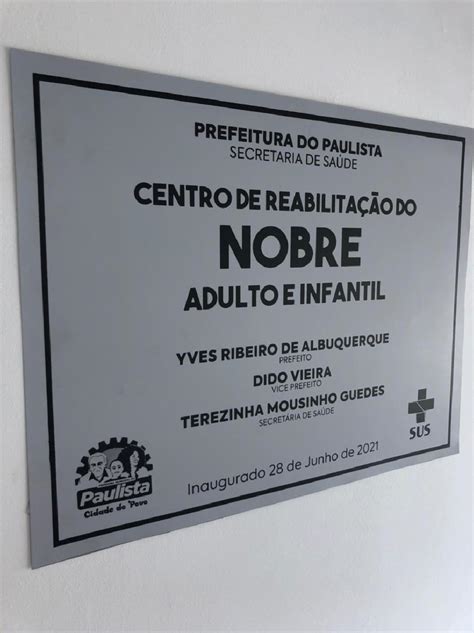 PREFEITURA DO PAULISTA
SECRETARIA DE SAÚDE
CENTRO DE REABILITAÇÃO DO
NOBRE
ADULTO E INFANTIL
YVES RIBEIRO DE ALBUQUERQUE
PREFEITO
DIDO VIEIRA
VICE PREFEITO
TEREZINHA MOUSINHO GUEDES
SECRETÁRIA DE SAÚDE
SUS
Paulista
Cidade do Povo
Inaugurado 28 de Junho de 2021